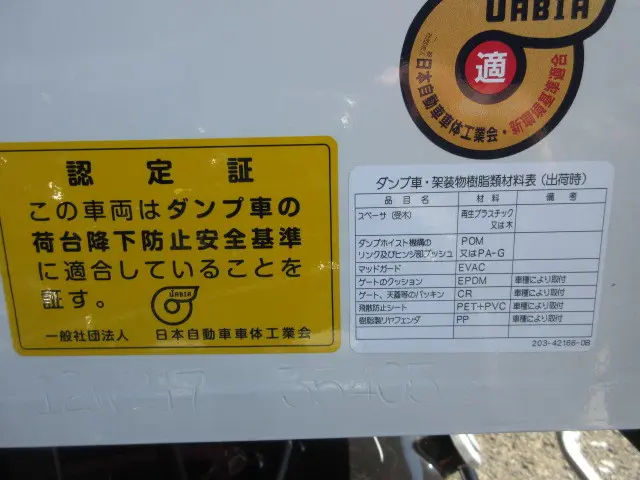 JABIA
適
日本自動車車体工業会
認定証
この車両はダンプ車の
荷台降下防止安全基準
に適合していることを
証す。
JABIA
一般社団法人 日本自動車車体工業会
ダンプ車・架装物樹脂類材料表(出荷時)
品目 材料 備考
スペーサ(受木) 再生プラスチック
又は木
ダンプホイスト機構の POM
リンク及びヒンジ部ブッシュ 又はPA-G
マッドガード EVAC
ゲートのクッション EPDM 車種により取付
ゲート、天蓋等のパッキン CR 車種により取付
飛散防止シート PET+PVC 車種により取付
樹脂製リヤフェンダ PP 車種により取付
203-42166-0B